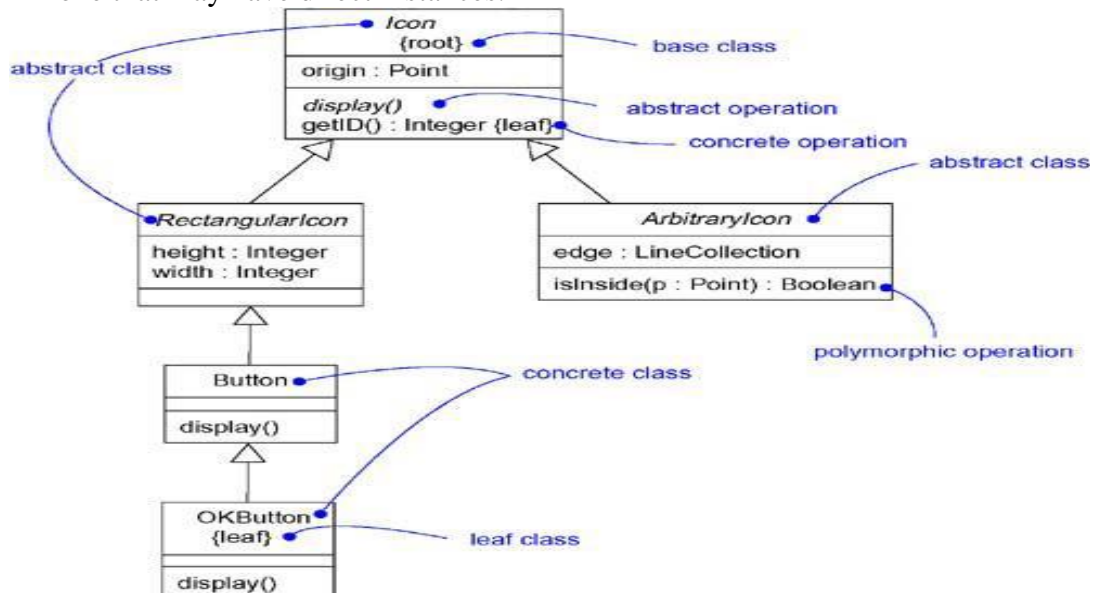 Icon
{root}
base class
abstract class
origin : Point
display()
abstract operation
getID() : Integer {leaf}
concrete operation
abstract class
RectangularIcon
height : Integer
width : Integer
ArbitraryIcon
edge : LineCollection
isInside(p : Point) : Boolean
polymorphic operation
Button
concrete class
display()
OKButton
{leaf}
leaf class
display()